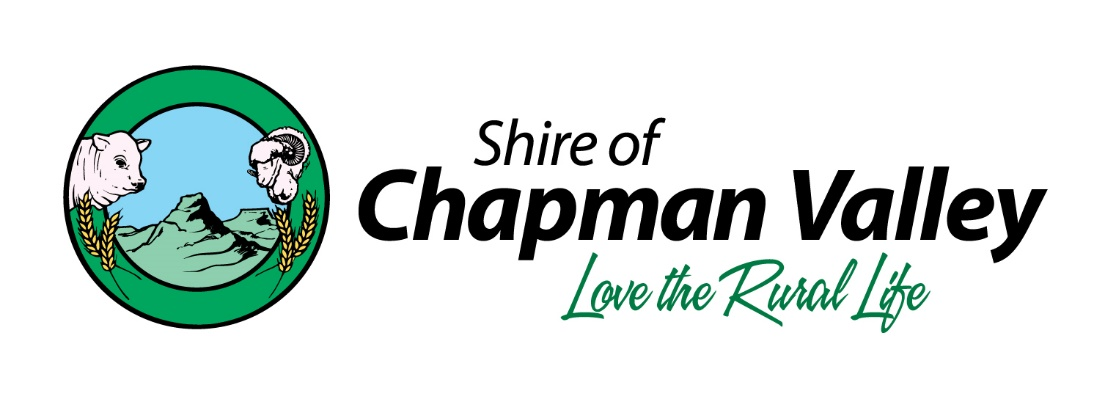 Shire of
Chapman Valley
Love the Rural Life